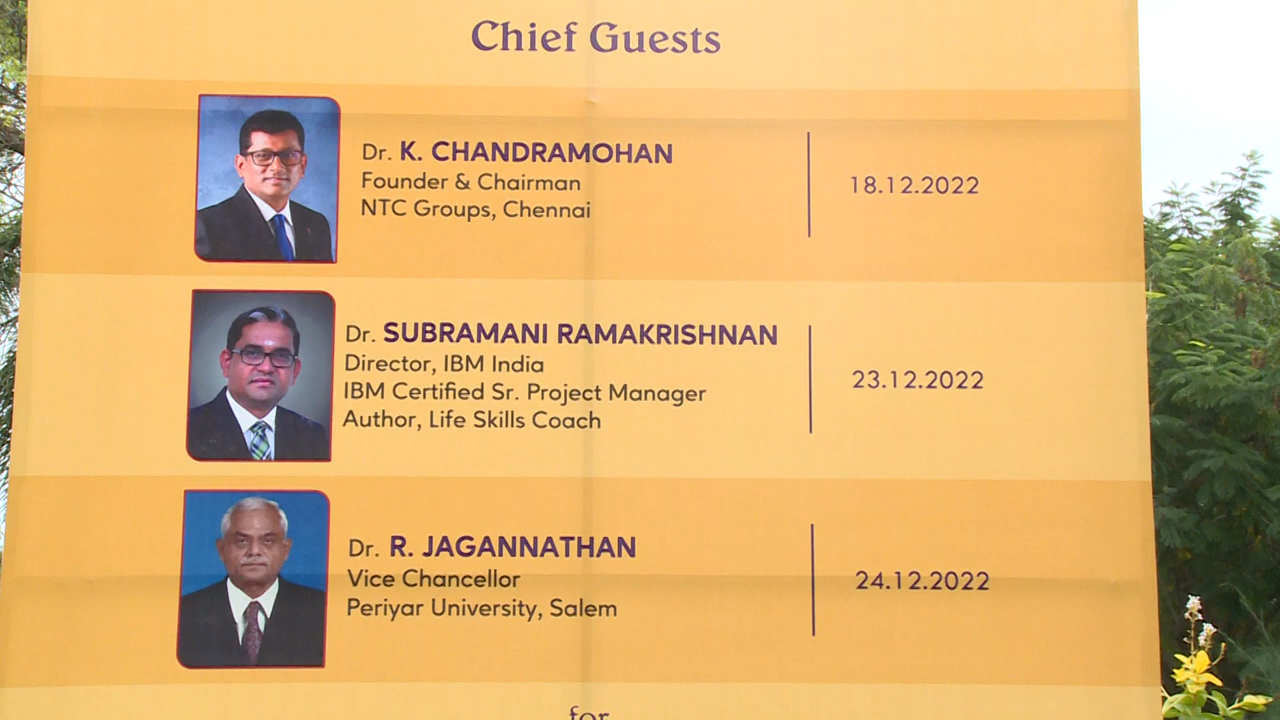 Chief Guests
Dr. K. CHANDRAMOHAN
Founder & Chairman
NTC Groups, Chennai
18.12.2022
Dr. SUBRAMANI RAMAKRISHNAN
Director, IBM India
IBM Certified Sr. Project Manager
Author, Life Skills Coach
23.12.2022
Dr. R. JAGANNATHAN
Vice Chancellor
Periyar University, Salem
24.12.2022
for